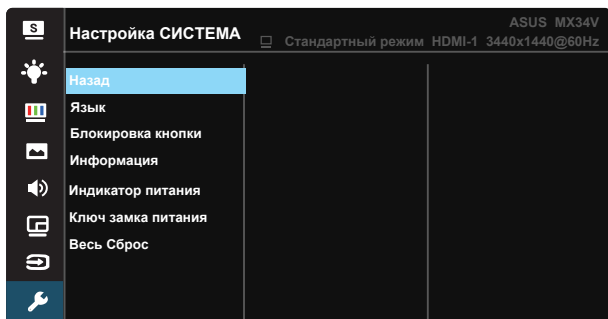 S
Настройка СИСТЕМА
ASUS MX34V
Стандартный режим HDMI-1 3440x1440@60Hz
Назад
Язык
Блокировка кнопки
Информация
Индикатор питания
Ключ замка питания
Весь Сброс